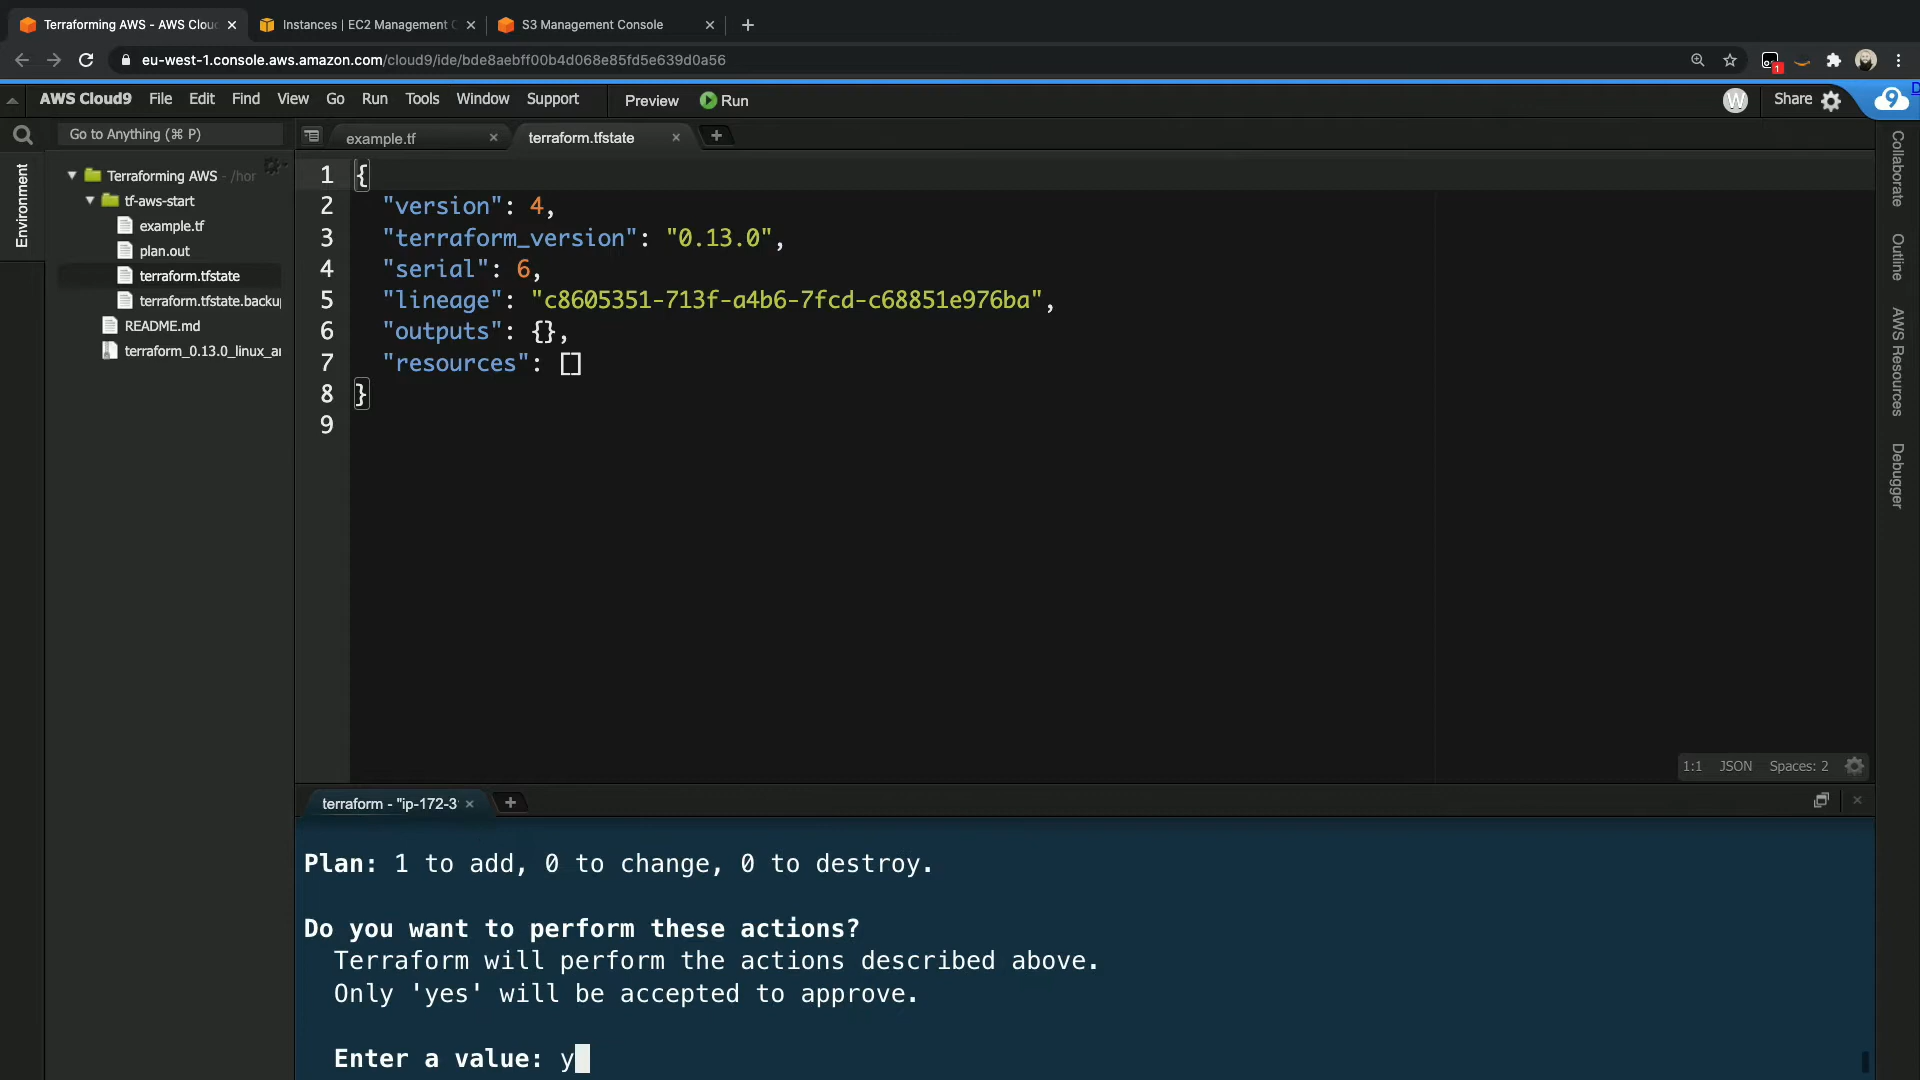 Terraforming AWS - AWS Clou
Instances | EC2 Management C
S3 Management Console
eu-west-1.console.aws.amazon.com/cloud9/ide/bde8aebff00b4d068e85fd5e639d0a56
1
AWS Cloud9 File Edit Find View Go Run Tools Window Support Preview Run W Share 9
Go to Anything (⌘ P)
example.tf
terraform.tfstate
Environment
Terraforming AWS - /hor
tf-aws-start
example.tf
plan.out
terraform.tfstate
terraform.tfstate.backu
README.md
terraform_0.13.0_linux_a
1 {
2 "version": 4,
3 "terraform_version": "0.13.0",
4 "serial": 6,
5 "lineage": "c8605351-713f-a4b6-7fcd-c68851e976ba",
6 "outputs": {},
7 "resources": []
8 }
9
Collaborate
Outline
AWS Resources
Debugger
1:1 JSON Spaces: 2
terraform - "ip-172-3
Plan: 1 to add, 0 to change, 0 to destroy.
Do you want to perform these actions?
Terraform will perform the actions described above.
Only 'yes' will be accepted to approve.
Enter a value: y